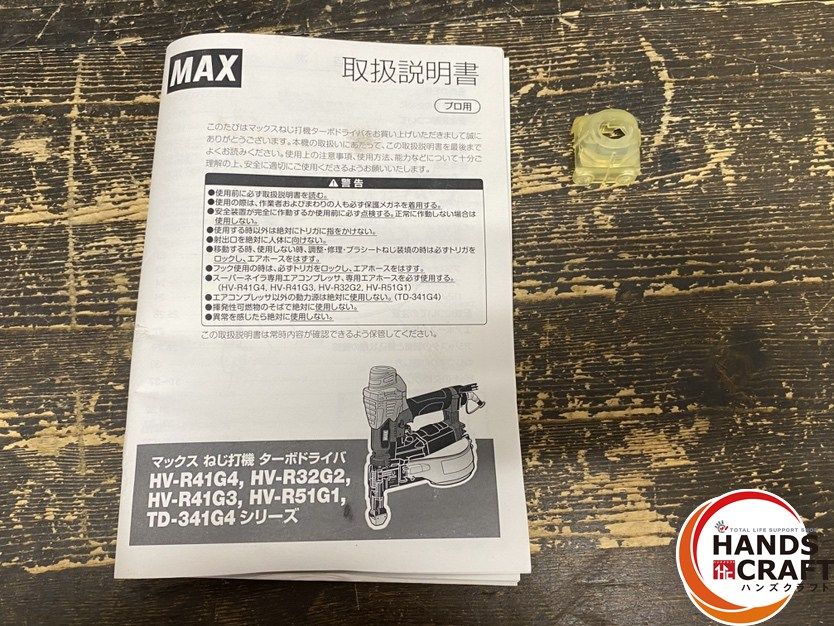 MAX
取扱説明書
プロ用
このたびはマックスねじ打機ターボドライバをお買い上げいただきまして誠に
ありがとうございます。本機の取扱いにあたって、この取扱説明書を最後まで
よくお読みください。使用上の注意事項、使用方法、能力などについて十分ご
理解の上、安全に適切にご使用くださるようお願いいたします。
警告
●使用前に必ず取扱説明書を読む。
●使用の際は、作業者およびまわりの人も必ず保護メガネを着用する。
●安全装置が完全に作動するか使用前に必ず点検する。正常に作動しない場合は
使用しない。
●使用する時以外は絶対にトリガに指をかけない。
●射出口を絶対に人体に向けない。
●移動する時、使用しない時、調整・修理・プラシートねじ装填の時は必ずトリガを
ロックし、エアホースをはずす。
●フック使用の時は、必ずトリガをロックし、エアホースをはずす。
●スーパーネイラ専用エアコンプレッサ、専用エアホースを必ず使用する。
(HV-R41G4、HV-R41G3、HV-R32G2、HV-R51G1)
●エアコンプレッサ以外の動力源は絶対に使用しない。(TD-341G4)
●揮発性可燃物のそばで絶対に使用しない。
●異常を感じたら絶対に使用しない。
この取扱説明書は常時内容が確認できるよう保管してください。
マックス ねじ打機 ターボドライバ
HV-R41G4, HV-R32G2,
HV-R41G3, HV-R51G1,
TD-341G4 シリーズ
TOTAL LIFE SUPPORT
HANDS
CRAFT
ハンズクラフト